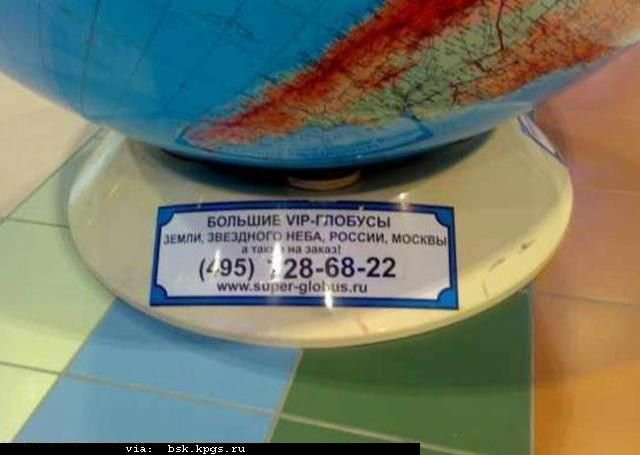 БОЛЬШИЕ VIP-ГЛОБУСЫ
ЗЕМЛИ, ЗВЕЗДНОГО НЕБА, РОССИИ, МОСКВЫ
а также на заказ!
(495) 728-68-22
www.super-globus.ru
via: bsk.kpgs.ru